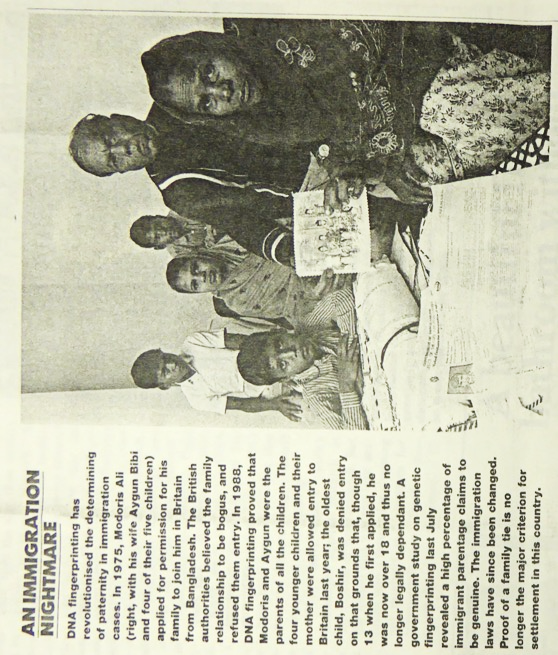 AN IMMIGRATION
NIGHTMARE
DNA fingerprinting has
revolutionised the determining
of paternity in immigration
cases. In 1975, Modoris Ali
(right, with his wife Aygun Bibi
and four of their five children)
applied for permission for his
family to join him in Britain
from Bangladesh. The British
authorities believed the family
relationship to be bogus, and
refused them entry. In 1988,
DNA fingerprinting proved that
Modoris and Aygun were the
parents of all the children. The
four younger children and their
mother were allowed entry to
Britain last year; the oldest
child, Boshir, was denied entry
on that grounds that, though
13 when he first applied, he
was now over 18 and thus no
longer legally dependant. A
government study on genetic
fingerprinting last July
revealed a high percentage of
immigrant parentage claims to
be genuine. The immigration
laws have since been changed.
Proof of a family tie is no
longer the major criterion for
settlement in this country.